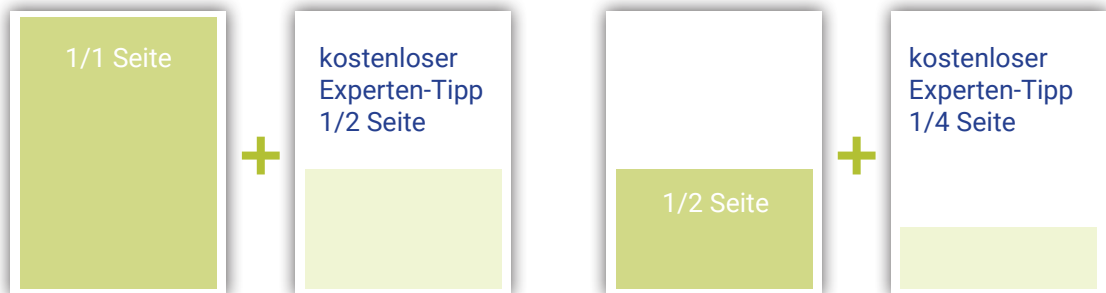 1/1 Seite
kostenloser
Experten-Tipp
1/2 Seite
1/2 Seite
kostenloser
Experten-Tipp
1/4 Seite